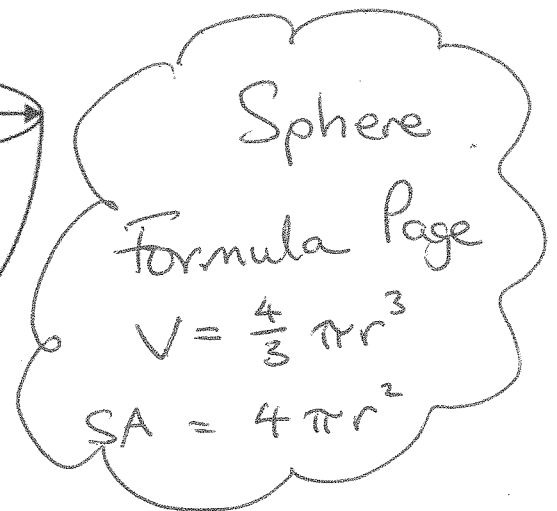 Sphere
Formula Page
V = 4/3 πr³
SA = 4πr²